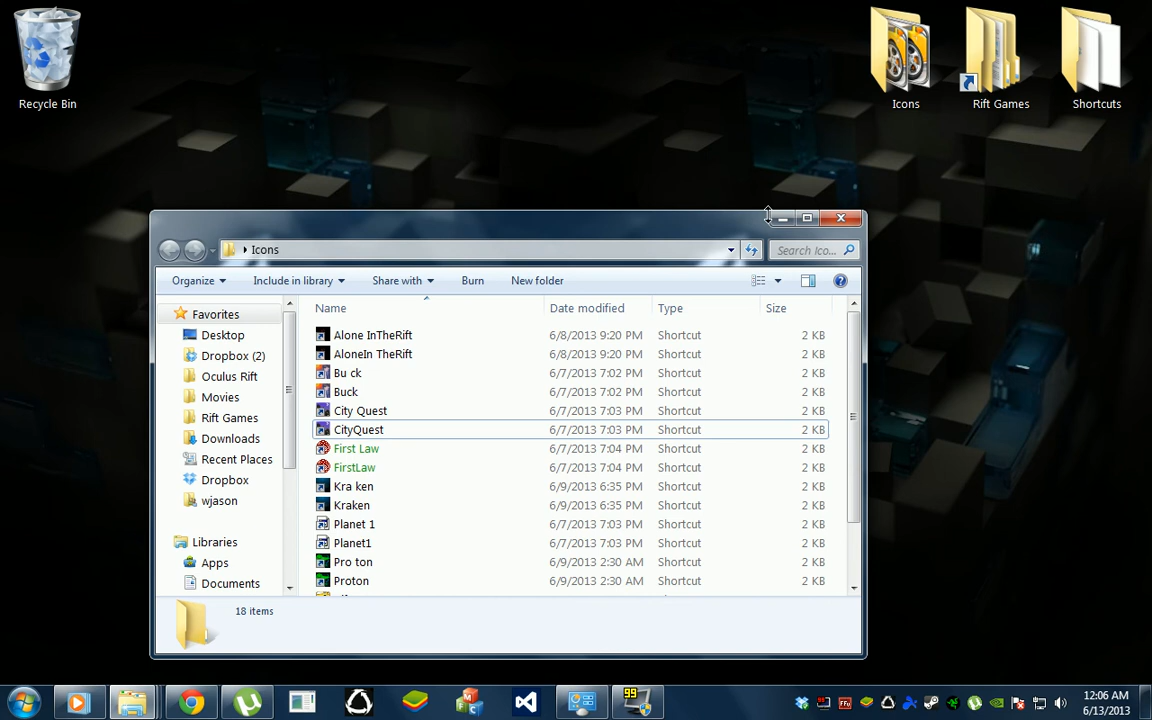 Recycle Bin
Icons
Rift Games
Shortcuts
Icons
Search Ico...
Organize
Include in library
Share with
Burn
New folder
Name Date modified Type Size
Favorites
Desktop
Dropbox (2)
Oculus Rift
Movies
Rift Games
Downloads
Recent Places
Dropbox
wjason
Libraries
Apps
Documents
Alone InTheRift 6/8/2013 9:20 PM Shortcut 2 KB
AloneIn TheRift 6/8/2013 9:20 PM Shortcut 2 KB
Bu ck 6/7/2013 7:02 PM Shortcut 2 KB
Buck 6/7/2013 7:02 PM Shortcut 2 KB
City Quest 6/7/2013 7:03 PM Shortcut 2 KB
CityQuest 6/7/2013 7:03 PM Shortcut 2 KB
First Law 6/7/2013 7:04 PM Shortcut 2 KB
FirstLaw 6/7/2013 7:04 PM Shortcut 2 KB
Kra ken 6/9/2013 6:35 PM Shortcut 2 KB
Kraken 6/9/2013 6:35 PM Shortcut 2 KB
Planet 1 6/7/2013 7:03 PM Shortcut 2 KB
Planet1 6/7/2013 7:03 PM Shortcut 2 KB
Pro ton 6/9/2013 2:30 AM Shortcut 2 KB
Proton 6/9/2013 2:30 AM Shortcut 2 KB
18 items
99
12:06 AM
6/13/2013